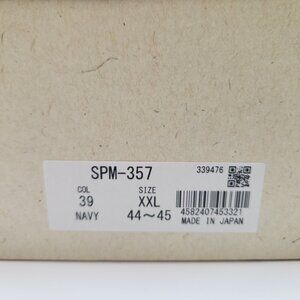 SPM-357 339476
COL SIZE
39 XXL
NAVY 44～45
4582407453321
MADE IN JAPAN